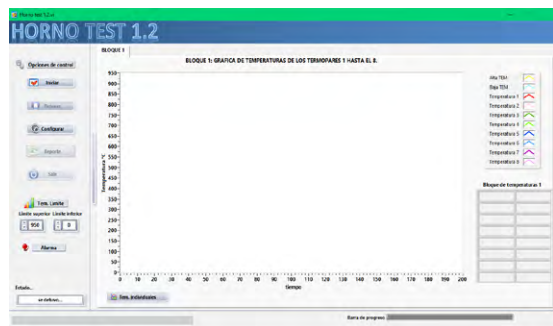 HORNO TEST 1.2
BLOQUE 1
BLOQUE 1: GRAFICA DE TEMPERATURAS DE LOS TERMOPARES 1 HASTA EL 8.
Opciones de control
Iniciar
Configurar
Reporte
Salir
Tem. Limite
Limite superior Limite inferior
950 0
Alarma
Estado...
Temperatura °C
950
900
850
800
750
700
650
600
550
500
450
400
350
300
250
200
150
100
50
0
0 10 20 30 40 50 60 70 80 90 100 110 120 130 140 150 160 170 180 190 200
tiempo
Tem. individuales
Alta TEM
Baja TEM
Temperatura 1
Temperatura 2
Temperatura 3
Temperatura 4
Temperatura 5
Temperatura 6
Temperatura 7
Temperatura 8
Bloque de temperaturas 1
Barra de progreso